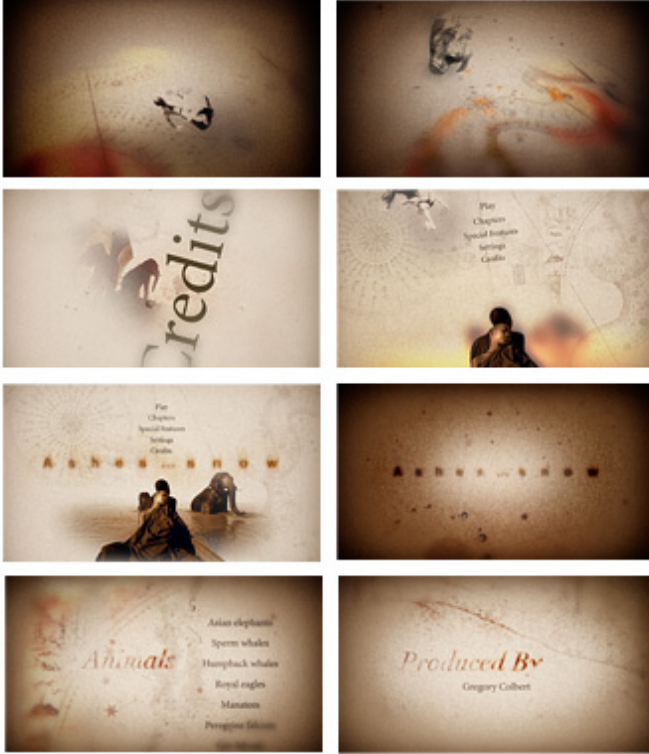 Credits
Play
Chapters
Special Features
Settings
Credits
Play
Chapters
Special Features
Settings
Credits
Ashes and snow
Ashes and snow
Animals
Asian elephants
Sperm whales
Humpback whales
Royal eagles
Manatees
Peregrine falcons
Produced By
Gregory Colbert